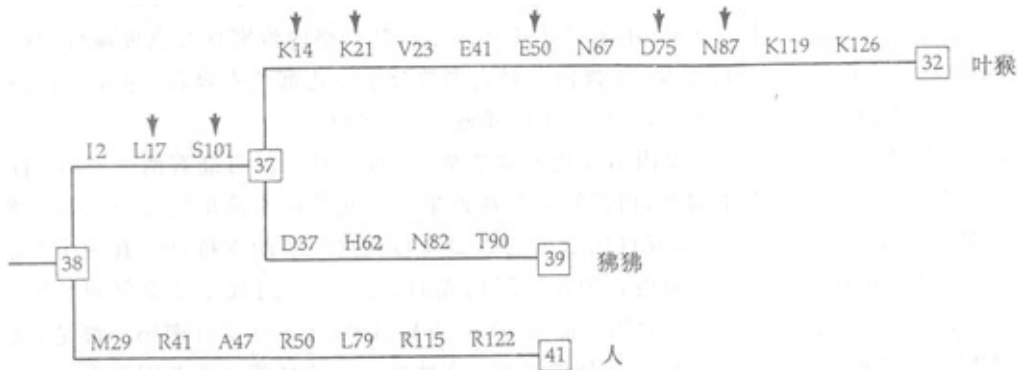 K14 K21 V23 E41 E50 N67 D75 N87 K119 K126
32 叶猴
I2 L17 S101
37
D37 H62 N82 T90
39 狒狒
38
M29 R41 A47 R50 L79 R115 R122
41 人